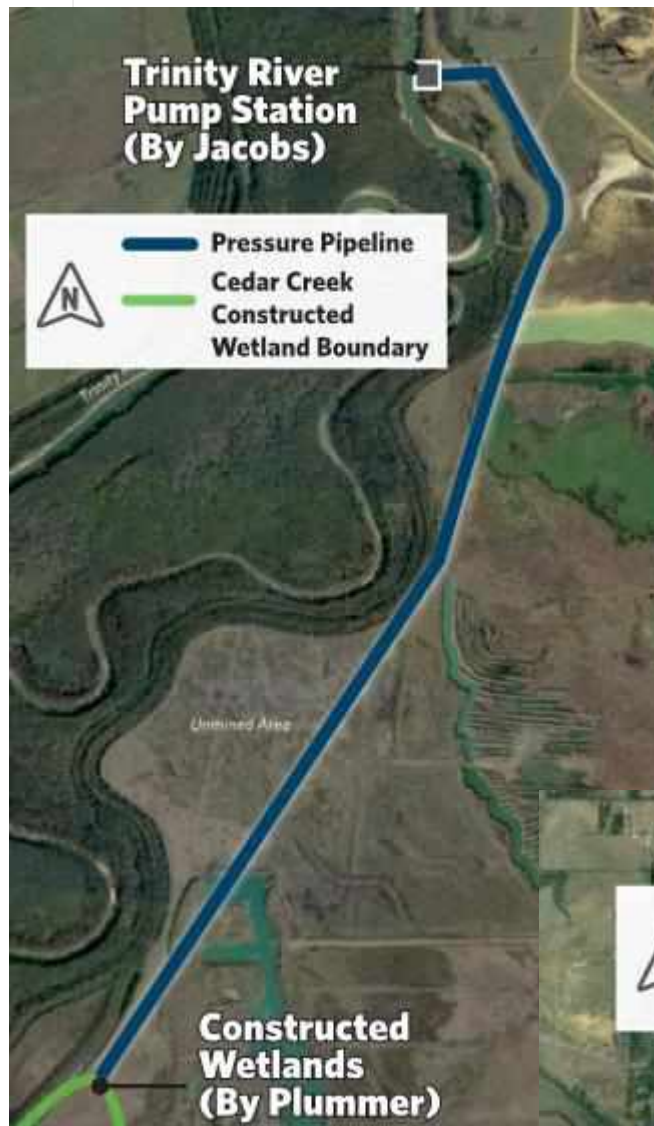 Trinity River
Pump Station
(By Jacobs)
Pressure Pipeline
N
Cedar Creek
Constructed
Wetland Boundary
Trinity
Unmined Area
Constructed
Wetlands
(By Plummer)